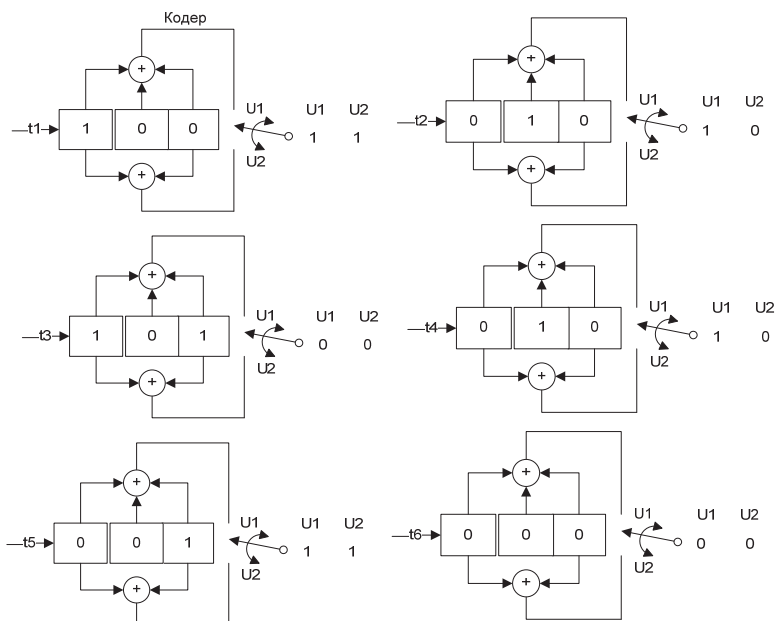 Кодер
U1 U1 U2
t1 1 0 0 1 1
U2
U1 U1 U2
t2 0 1 0 1 0
U2
U1 U1 U2
t3 1 0 1 0 0
U2
U1 U1 U2
t4 0 1 0 1 0
U2
U1 U1 U2
t5 0 0 1 1 1
U2
U1 U1 U2
t6 0 0 0 0 0
U2